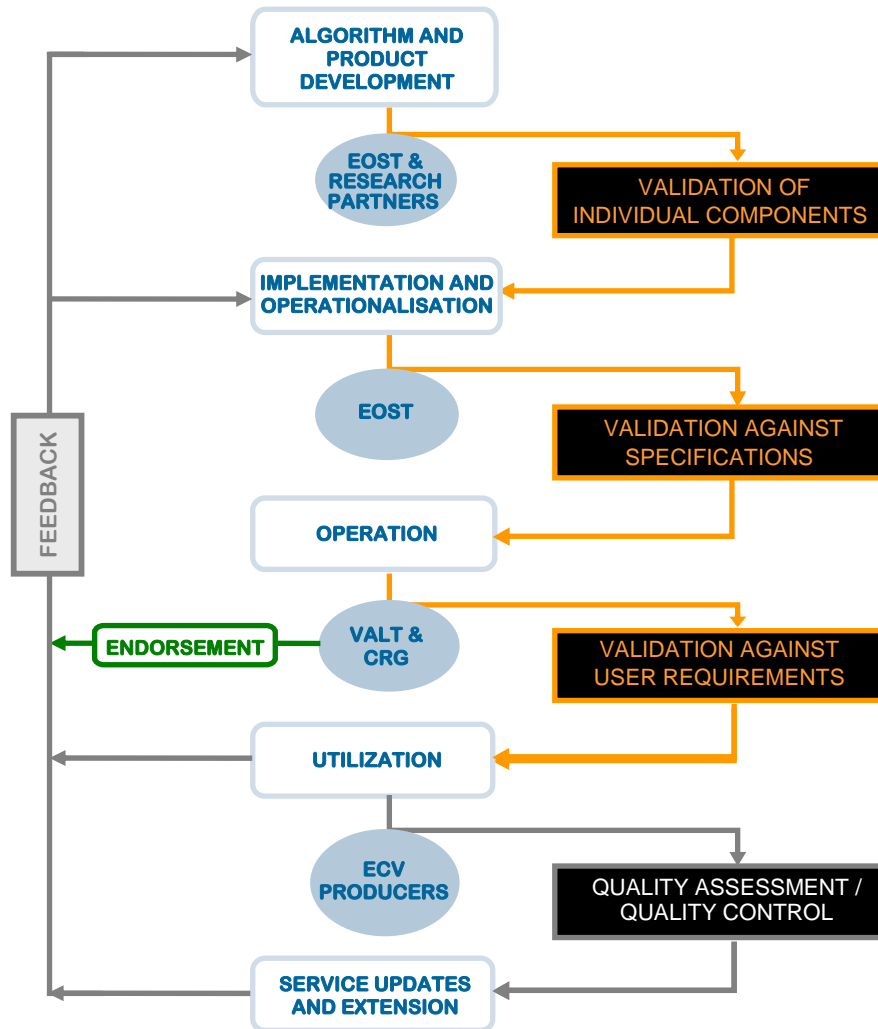 ALGORITHM AND
PRODUCT
DEVELOPMENT
EOST &
RESEARCH
PARTNERS
VALIDATION OF
INDIVIDUAL COMPONENTS
IMPLEMENTATION AND
OPERATIONALISATION
EOST
VALIDATION AGAINST
SPECIFICATIONS
FEEDBACK
OPERATION
ENDORSEMENT
VALT &
CRG
VALIDATION AGAINST
USER REQUIREMENTS
UTILIZATION
ECV
PRODUCERS
QUALITY ASSESSMENT /
QUALITY CONTROL
SERVICE UPDATES
AND EXTENSION